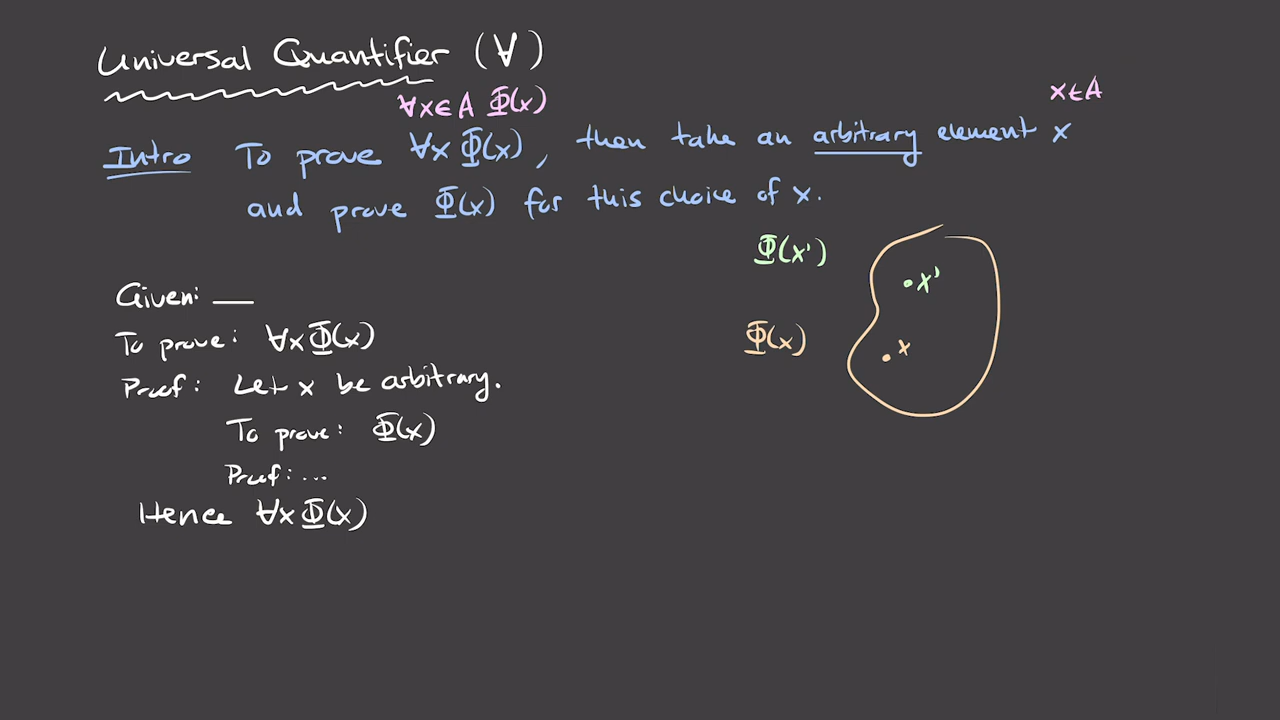 Universal Quantifier (∀)
∀x∈A Φ(x)
x∈A
Intro To prove ∀x Φ(x), then take an arbitrary element x
and prove Φ(x) for this choice of x.
Φ(x')
x'
Given: __
To prove: ∀x Φ(x)
Φ(x)
x
Proof: Let x be arbitrary.
To prove: Φ(x)
Proof: ...
Hence ∀x Φ(x)